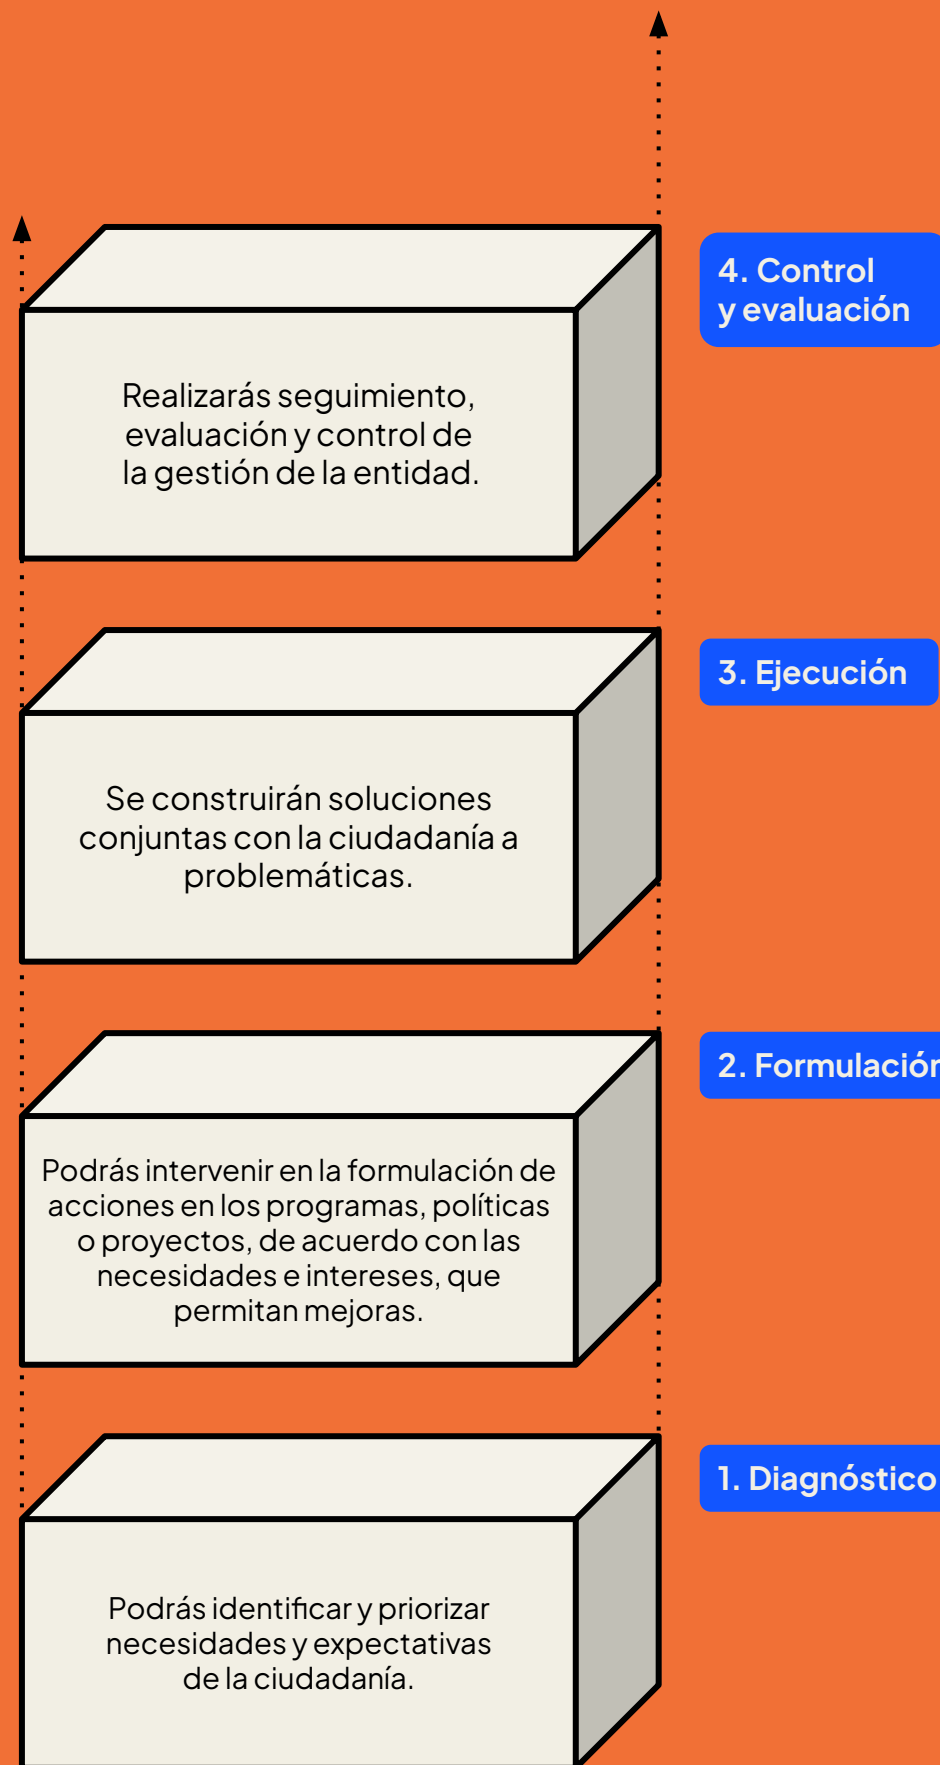 4. Control
y evaluación
Realizarás seguimiento,
evaluación y control de
la gestión de la entidad.
3. Ejecución
Se construirán soluciones
conjuntas con la ciudadanía a
problemáticas.
2. Formulación
Podrás intervenir en la formulación de
acciones en los programas, políticas
o proyectos, de acuerdo con las
necesidades e intereses, que
permitan mejoras.
1. Diagnóstico
Podrás identificar y priorizar
necesidades y expectativas
de la ciudadanía.